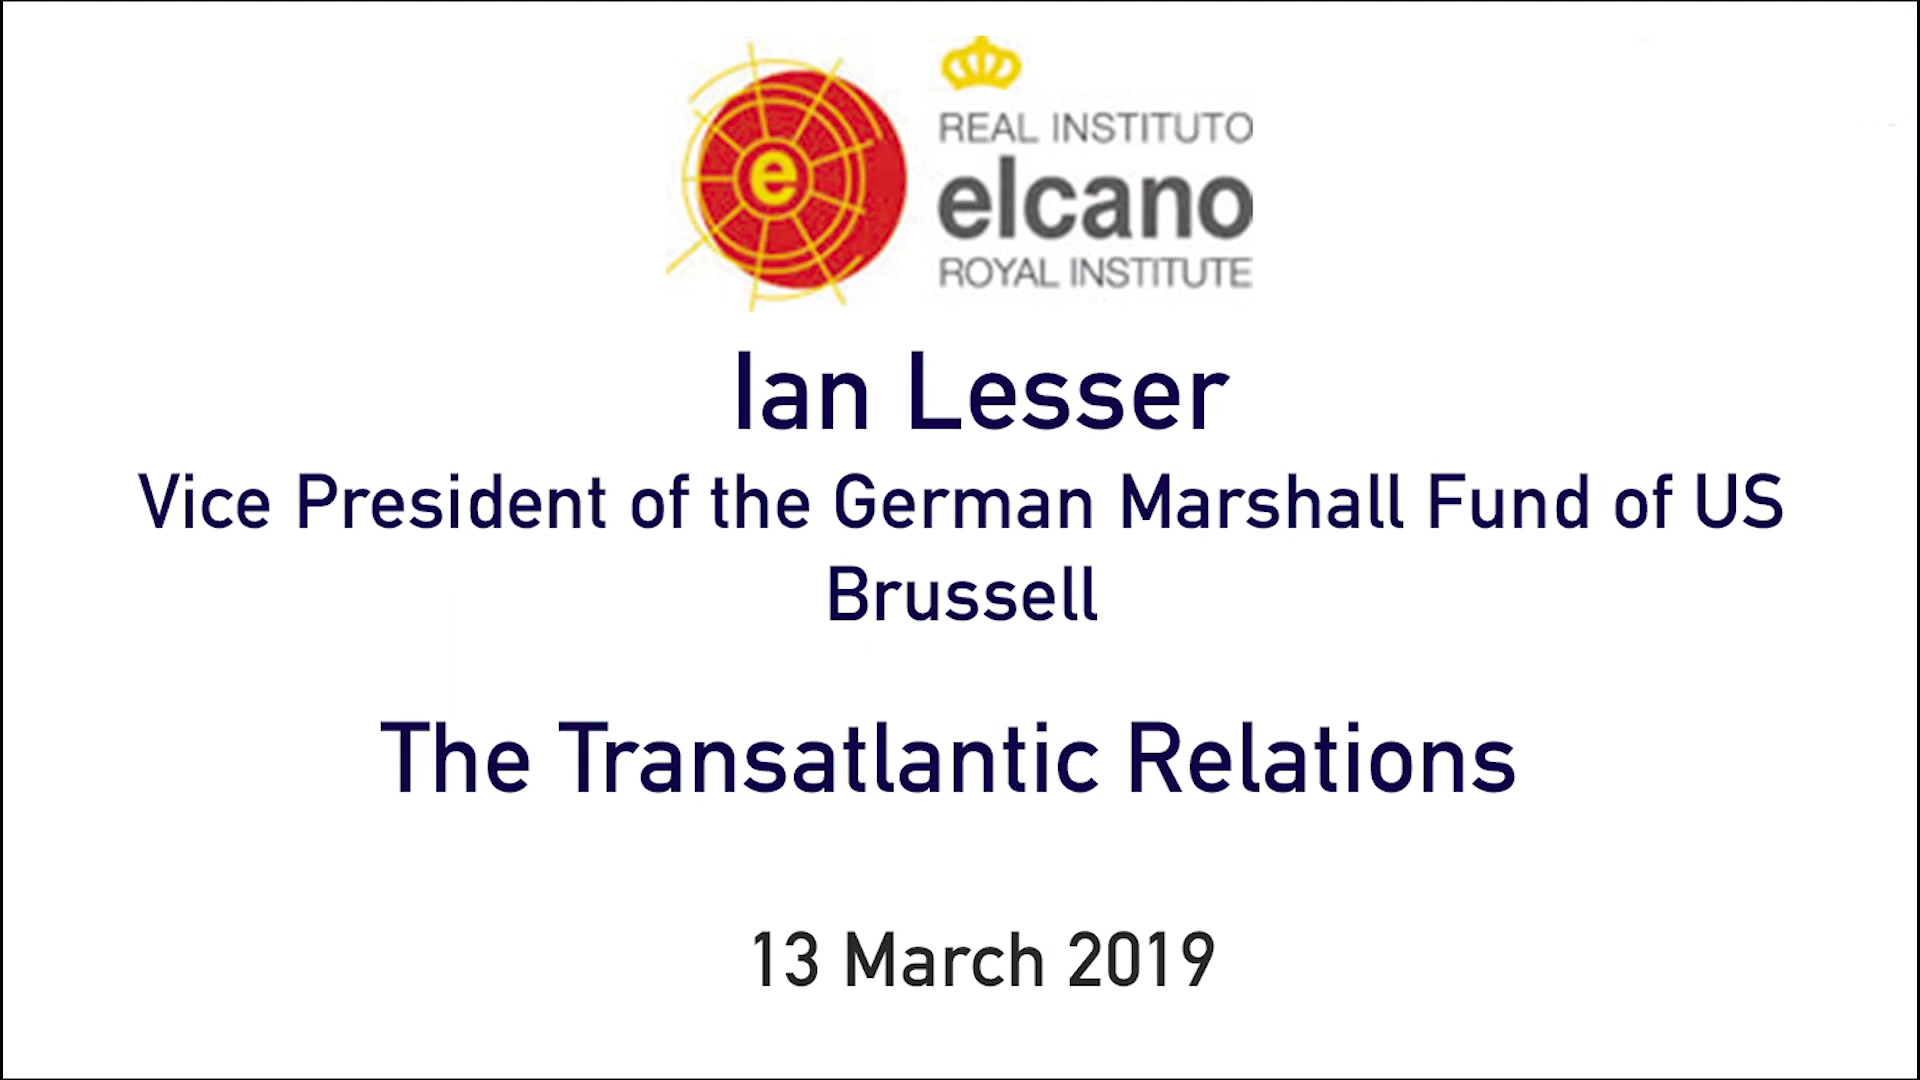 e
REAL INSTITUTO
elcano
ROYAL INSTITUTE
Ian Lesser
Vice President of the German Marshall Fund of US
Brussell
The Transatlantic Relations
13 March 2019